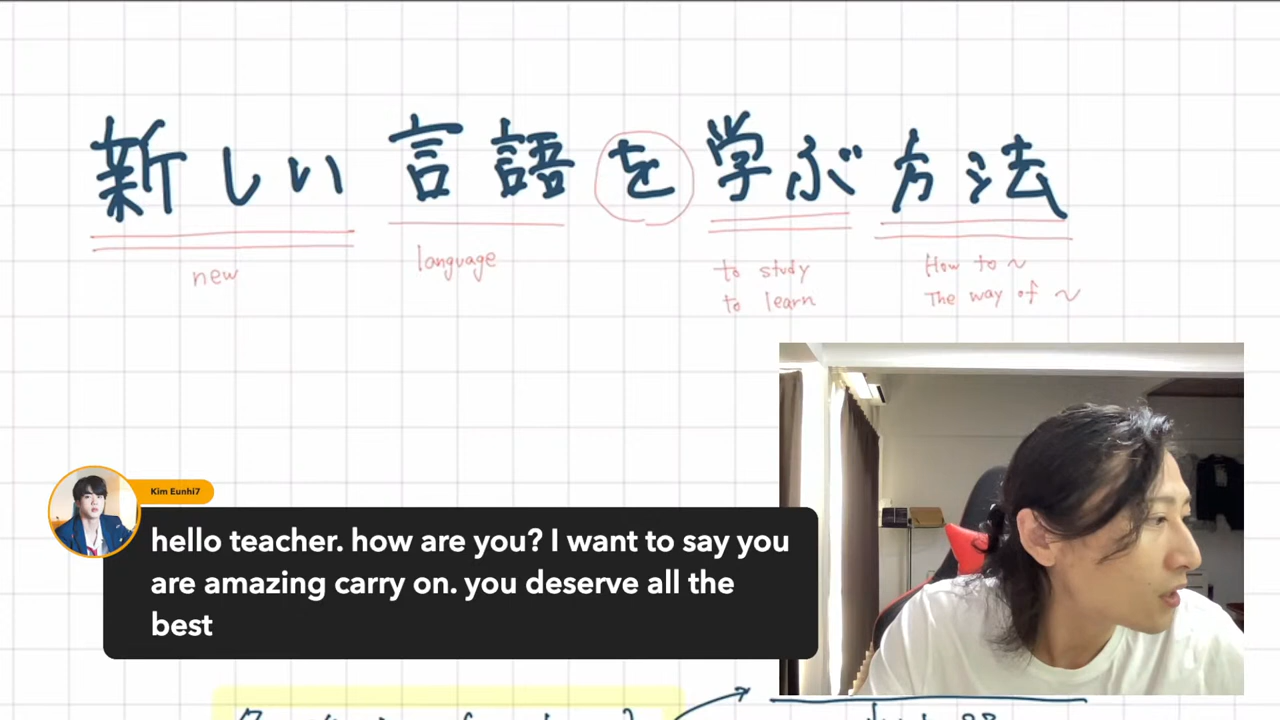 新しい言語を学ぶ方法
new language to study How to ~
to learn The way of ~
Kim Eunhi7
hello teacher. how are you? I want to say you
are amazing carry on. you deserve all the
best